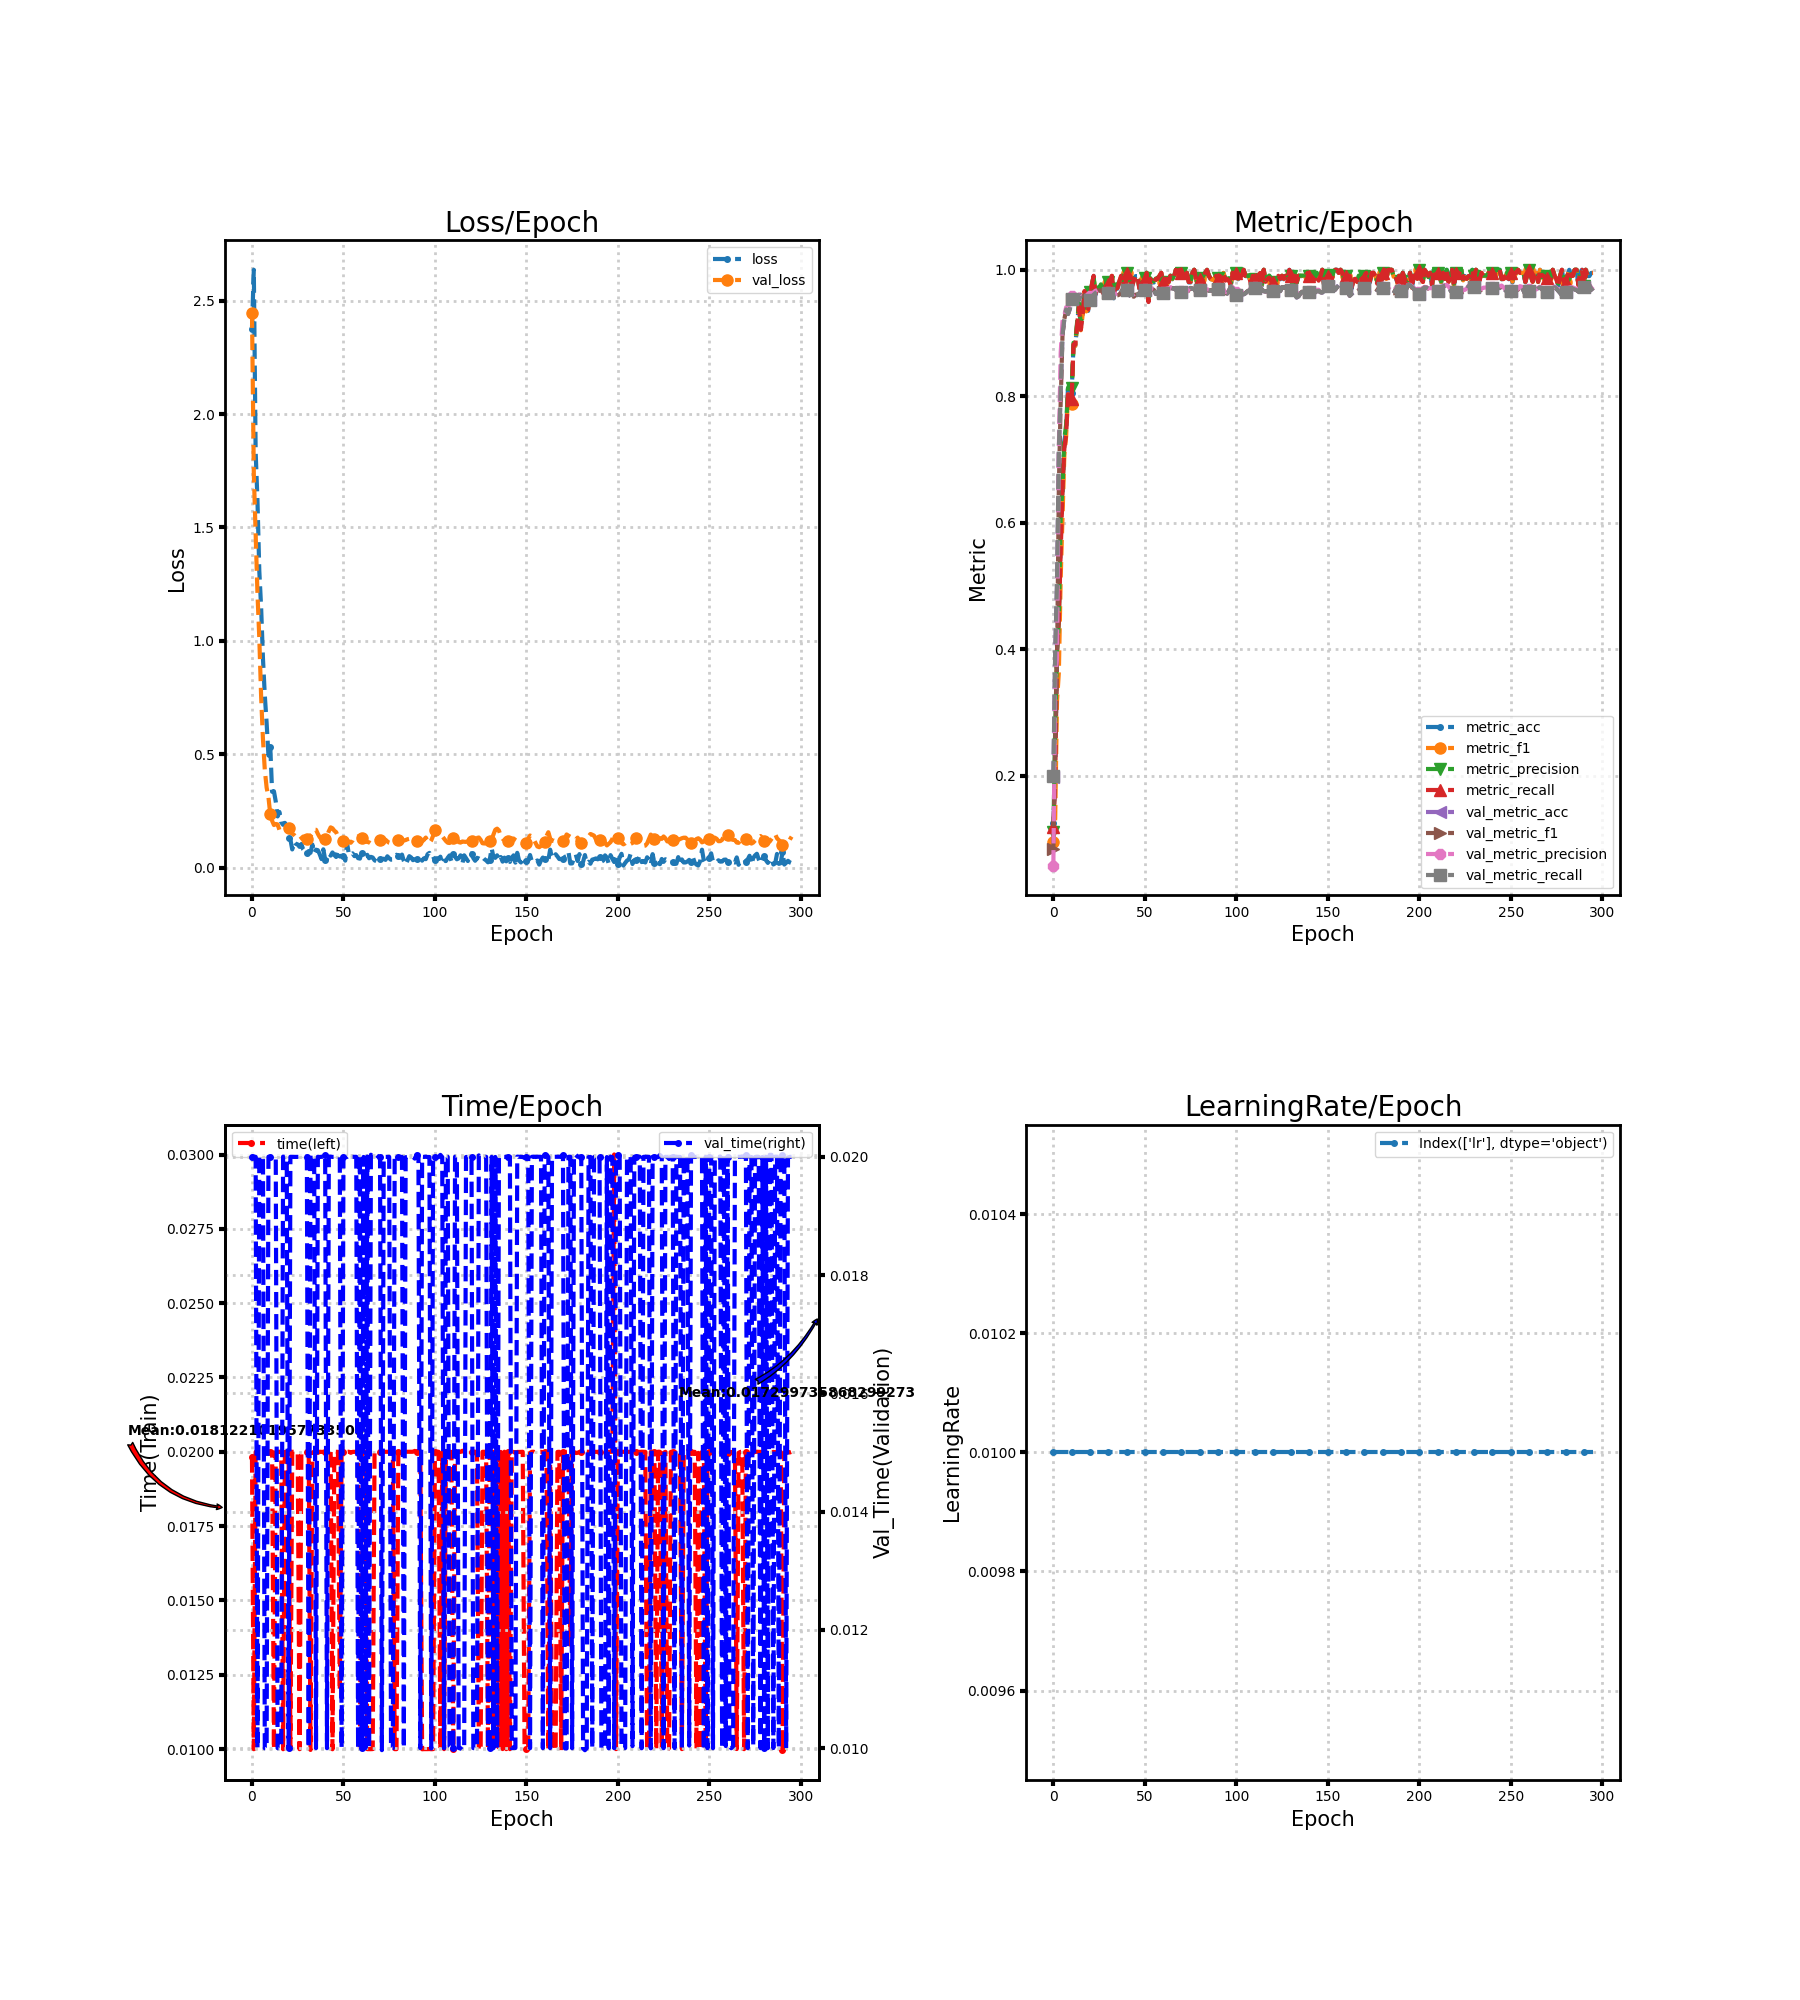 Loss/Epoch
loss
val_loss
2.5
2.0
1.5
1.0
0.5
0.0
Loss
0 50 100 150 200 250 300
Epoch
Metric/Epoch
1.0
0.8
0.6
0.4
0.2
Metric
metric_acc
metric_f1
metric_precision
metric_recall
val_metric_acc
val_metric_f1
val_metric_precision
val_metric_recall
0 50 100 150 200 250 300
Epoch
Time/Epoch
time(left)
val_time(right)
0.0300
0.0275
0.0250
0.0225
0.0200
0.0175
0.0150
0.0125
0.0100
Time(Train)
0.020
0.018
0.016
0.014
0.012
0.010
Val_Time(Validation)
0 50 100 150 200 250 300
Epoch
LearningRate/Epoch
Index(['lr'], dtype='object')
0.0104
0.0102
0.0100
0.0098
0.0096
LearningRate
0 50 100 150 200 250 300
Epoch